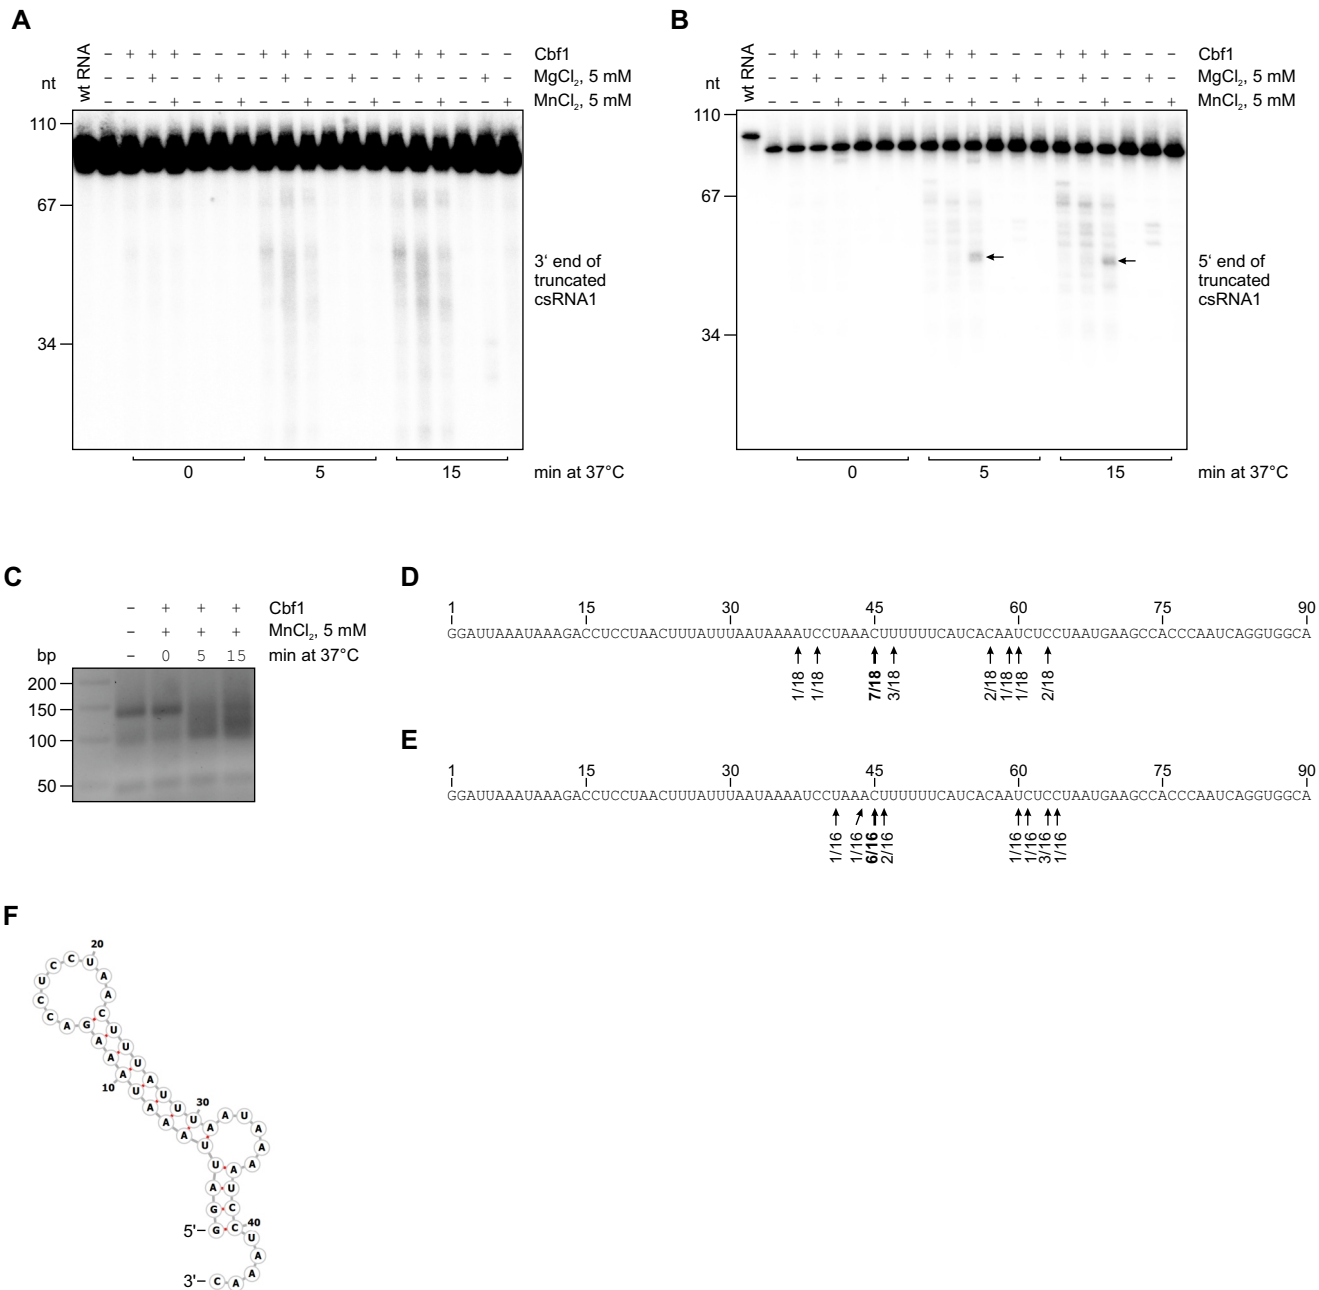 A
wt RNA
– + + + – – – + + + – – – + + + – – – Cbf1
– – + – – + – – + – – + – – + – – + – MgCl₂, 5 mM
– – – + – – + – – + – – + – – + – – + MnCl₂, 5 mM
nt
110
67
34
3‘ end of
truncated
csRNA1
0 5 15 min at 37°C
B
wt RNA
– + + + – – – + + + – – – + + + – – – Cbf1
– – + – – + – – + – – + – – + – – + – MgCl₂, 5 mM
– – – + – – + – – + – – + – – + – – + MnCl₂, 5 mM
nt
110
67
34
5‘ end of
truncated
csRNA1
0 5 15 min at 37°C
C
– + + + Cbf1
– + + + MnCl₂, 5 mM
bp – 0 5 15 min at 37°C
200
150
100
50
D
1 15 30 45 60 75 90
GGAUUAAAUAAAGACCUCCUAACUUUAUUUAAUAAAAUCCUAAACUUUUUUCAUCACAAUCUCCUAAUGAAGCCACCCAAUCAGGUGGCA
1/18 1/18 7/18 3/18 2/18 1/18 1/18 2/18
E
1 15 30 45 60 75 90
GGAUUAAAUAAAGACCUCCUAACUUUAUUUAAUAAAAUCCUAAACUUUUUUCAUCACAAUCUCCUAAUGAAGCCACCCAAUCAGGUGGCA
1/16 1/16 6/16 2/16 1/16 1/16 3/16 1/16
F
5'–GGAUUAAAUAAAGACCUCCUAACUUUAUUUAAUAAAAUCCUAAAC–3'
10
20
30
40